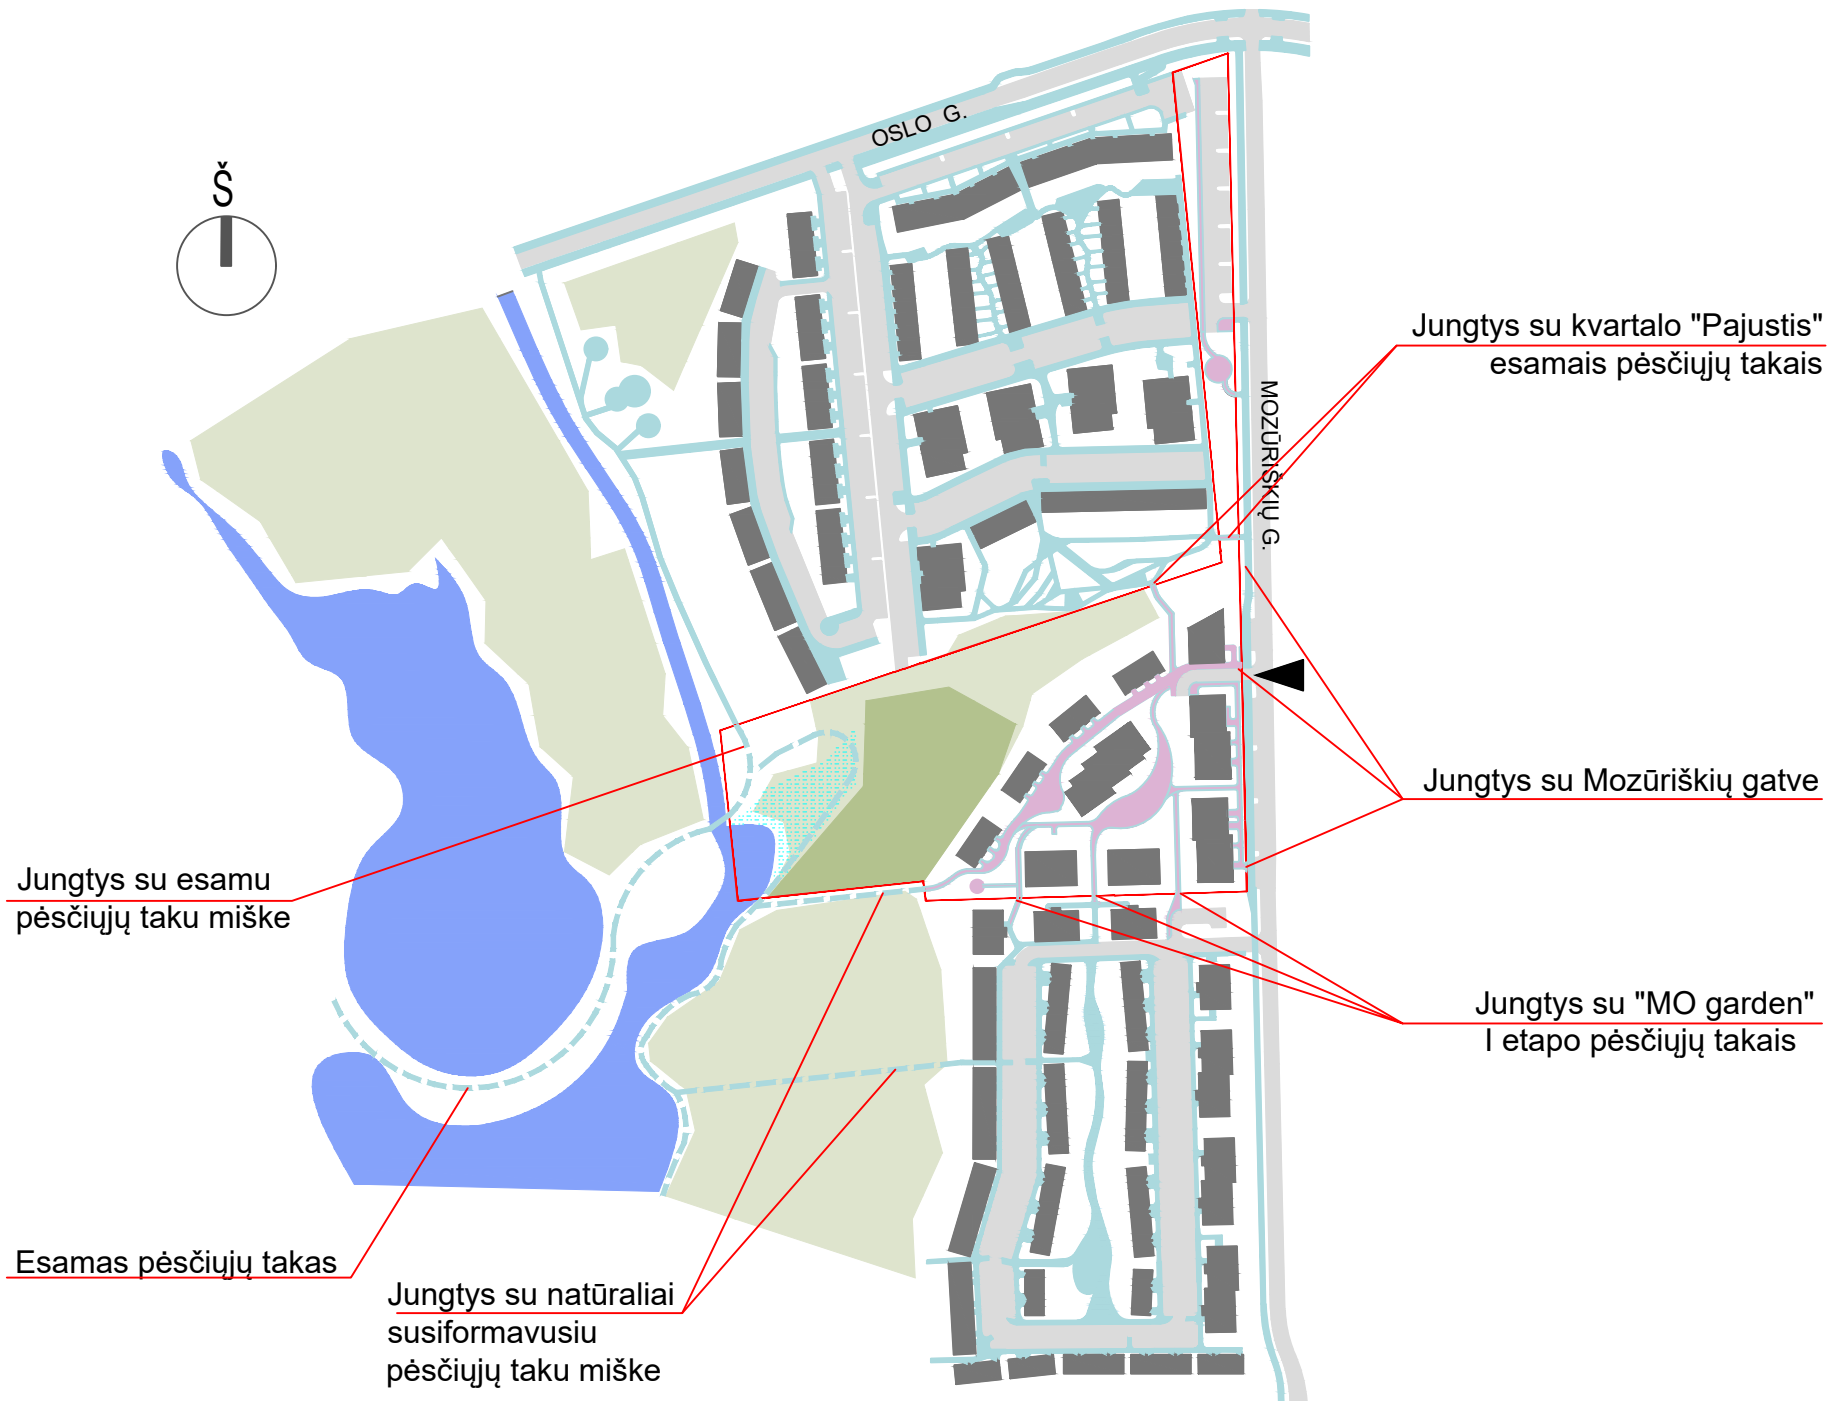 OSLO G.
Š
Jungtys su kvartalo "Pajustis"
esamais pėsčiųjų takais
MOZŪRIŠKIŲ G.
Jungtys su Mozūriškių gatve
Jungtys su esamu
pėsčiųjų taku miške
Jungtys su "MO garden"
I etapo pėsčiųjų takais
Esamas pėsčiųjų takas
Jungtys su natūraliai
susiformavusiu
pėsčiųjų taku miške